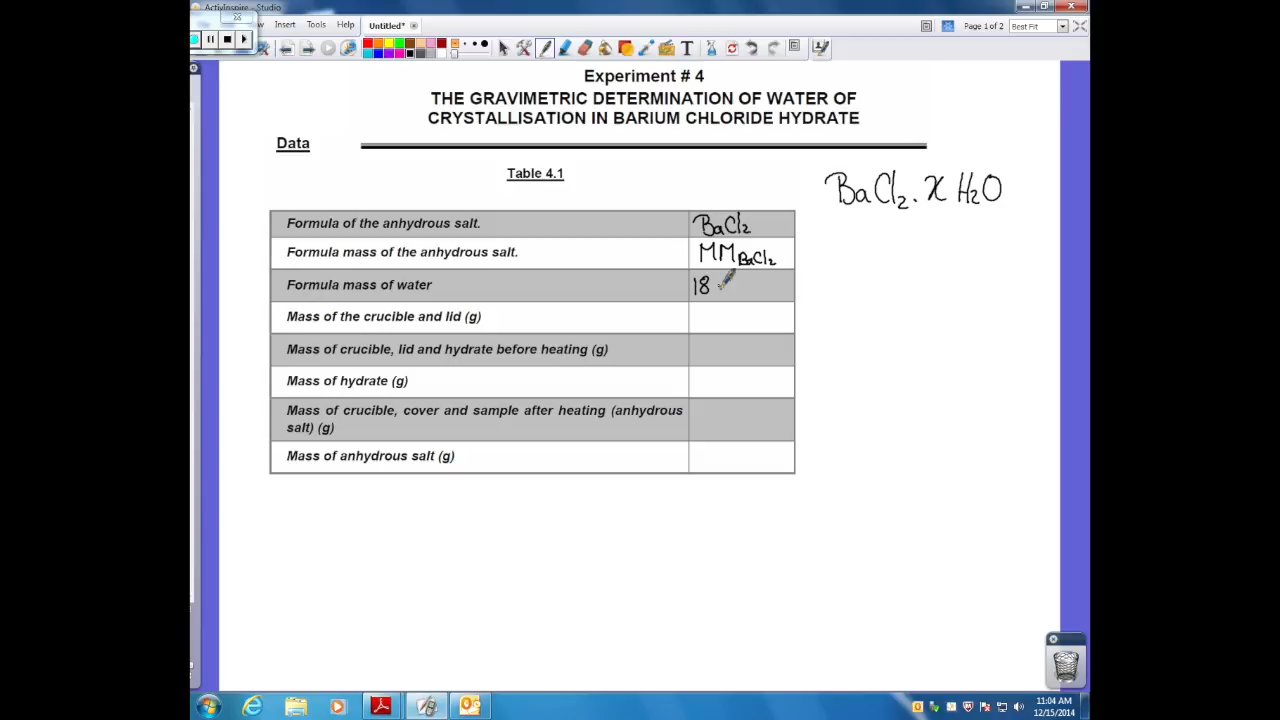 ActivInspire - Studio
Insert Tools Help Untitled* Page 1 of 2 Best Fit
Experiment # 4
THE GRAVIMETRIC DETERMINATION OF WATER OF
CRYSTALLISATION IN BARIUM CHLORIDE HYDRATE
Data
Table 4.1
BaCl₂. x H₂O
Formula of the anhydrous salt. BaCl₂
Formula mass of the anhydrous salt. MM BaCl₂
Formula mass of water 18
Mass of the crucible and lid (g)
Mass of crucible, lid and hydrate before heating (g)
Mass of hydrate (g)
Mass of crucible, cover and sample after heating (anhydrous
salt) (g)
Mass of anhydrous salt (g)
11:04 AM
12/15/2014